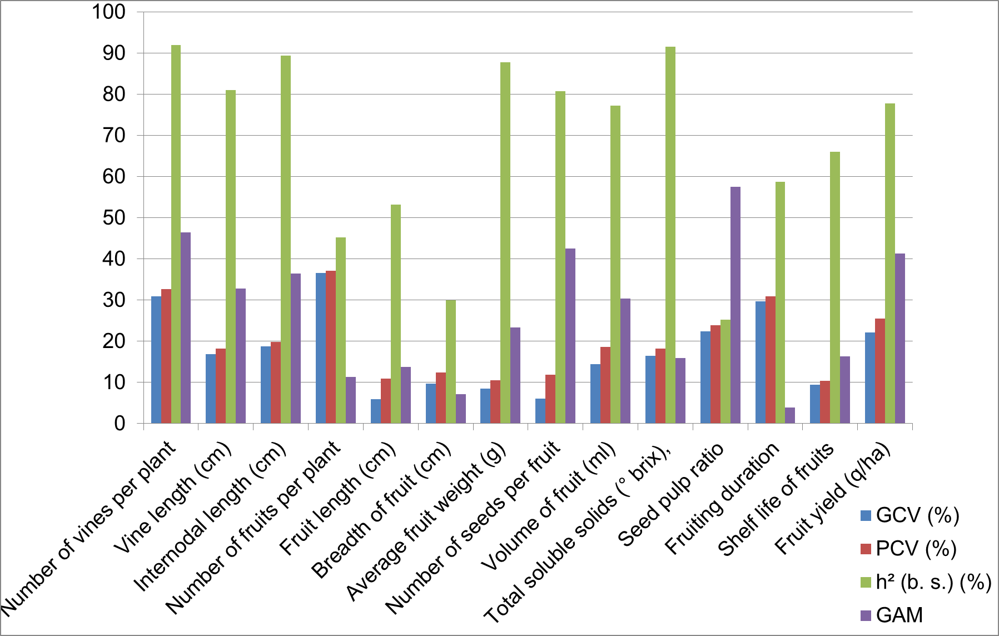 100
90
80
70
60
50
40
30
20
10
0
Number of vines per plant
Vine length (cm)
Internodal length (cm)
Number of fruits per plant
Fruit length (cm)
Breadth of fruit (cm)
Average fruit weight (g)
Number of seeds per fruit
Volume of fruit (ml)
Total soluble solids (° brix),
Seed pulp ratio
Fruiting duration
Shelf life of fruits
Fruit yield (q/ha)
GCV (%)
PCV (%)
h² (b. s.) (%)
GAM